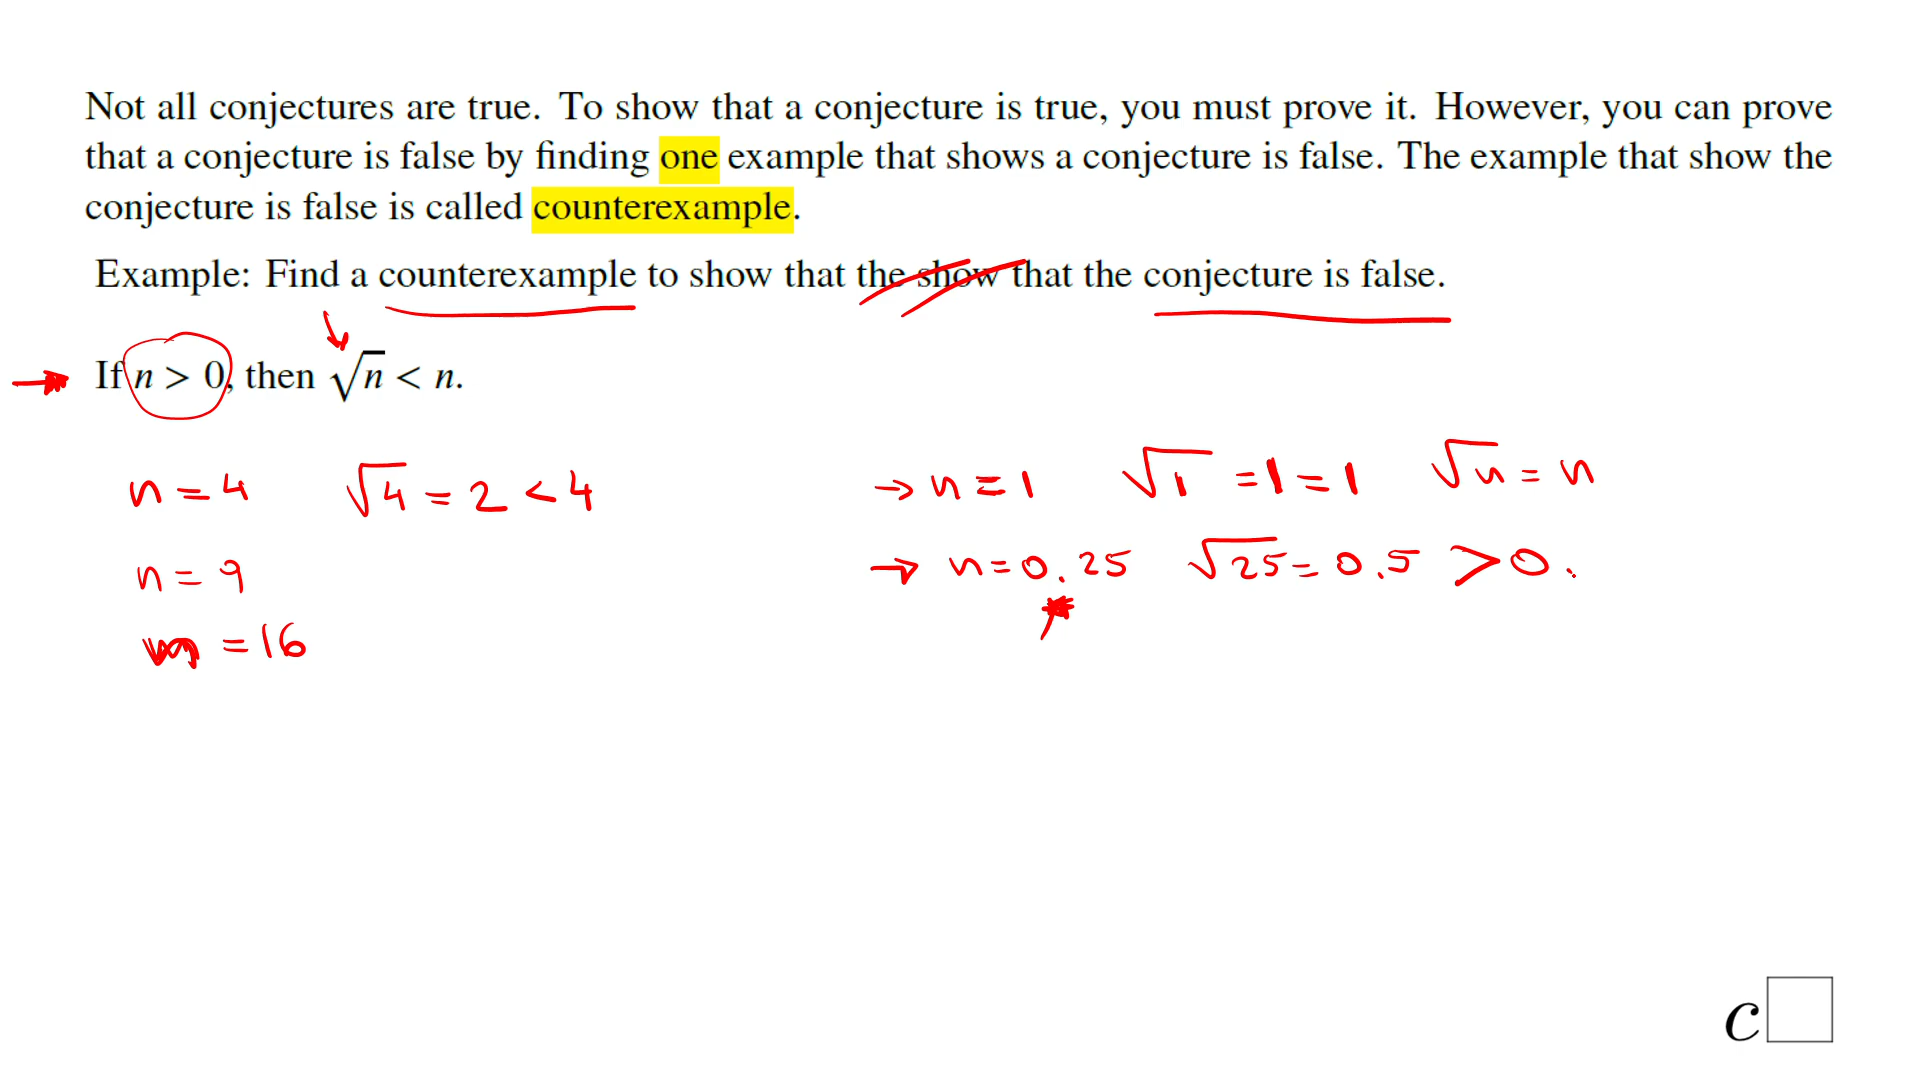 Not all conjectures are true. To show that a conjecture is true, you must prove it. However, you can prove
that a conjecture is false by finding one example that shows a conjecture is false. The example that show the
conjecture is false is called counterexample.
Example: Find a counterexample to show that the show that the conjecture is false.
If n > 0, then √n < n.
n = 4 √4 = 2 < 4 → n = 1 √1 = 1 = 1 √n = n
n = 9 → n = 0.25 √25 = 0.5 > 0.
n = 16
c